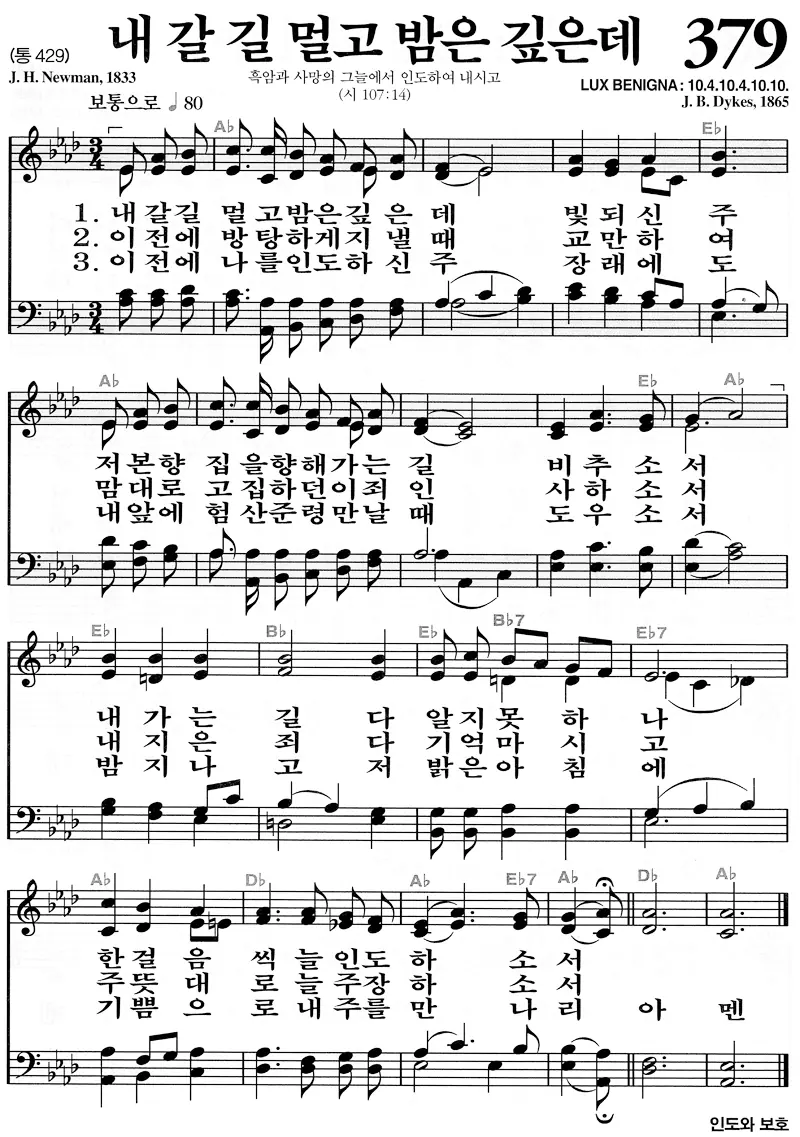 내 갈 길 멀고 밤은 깊은데 379
(통 429)
J. H. Newman, 1833
흑암과 사망의 그늘에서 인도하여 내시고
(시 107:14)
LUX BENIGNA : 10.4.10.4.10.10.
J. B. Dykes, 1865
보통으로 ♩ 80
A♭ E♭
3/4
1. 내 갈 길 멀 고 밤 은 깊 은 데 빛 되 신 주
2. 이 전 에 방 탕 하 게 지 낼 때 교 만 하 여
3. 이 전 에 나 를 인 도 하 신 주 장 래 에 도
3/4
A♭ E♭ A♭
저 본 향 집 을 향 해 가 는 길 비 추 소 서
맘 대 로 고 집 하 던 이 죄 인 사 하 소 서
내 앞 에 험 산 준 령 만 날 때 도 우 소 서
E♭ B♭ E♭ B♭7 E♭7
내 가 는 길 다 알 지 못 하 나
내 지 은 죄 다 기 억 마 시 고
밤 지 나 고 저 밝 은 아 침 에
A♭ D♭ A♭ E♭7 A♭ D♭ A♭
한 걸 음 씩 늘 인 도 하 소 서
주 뜻 대 로 늘 주 장 하 소 서
기 쁨 으 로 내 주 를 만 나 리 아 멘
인도와 보호